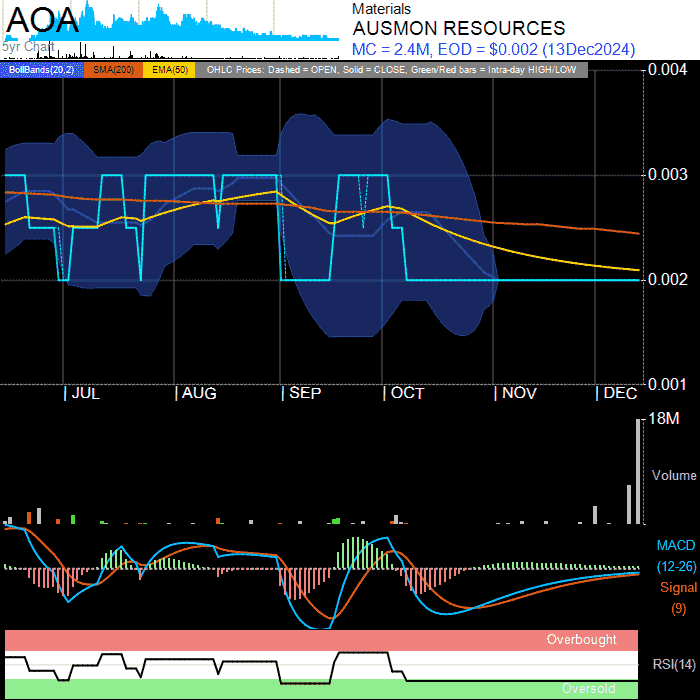 AOA
5yr Chart
Materials
AUSMON RESOURCES
MC = 2.4M, EOD = $0.002 (13Dec2024)
BollBands(20,2) SMA(200) EMA(50) OHLC Prices: Dashed = OPEN, Solid = CLOSE, Green/Red bars = Intra-day HIGH/LOW
0.004
0.003
0.002
0.001
JUL AUG SEP OCT NOV DEC
18M
Volume
MACD
(12-26)
Signal
(9)
Overbought
RSI(14)
Oversold